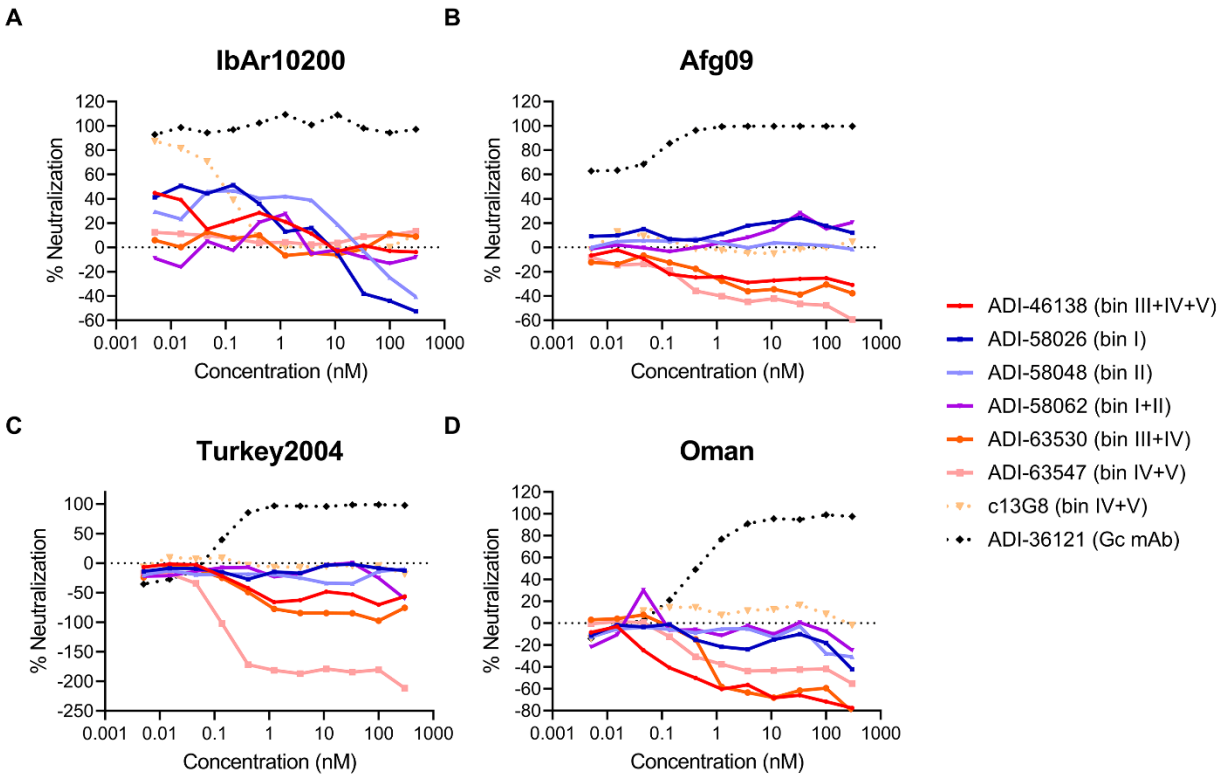 A
IbAr10200
120
100
80
60
40
20
0
-20
-40
-60
% Neutralization
0.001 0.01 0.1 1 10 100 1000
Concentration (nM)
B
Afg09
120
100
80
60
40
20
0
-20
-40
-60
% Neutralization
0.001 0.01 0.1 1 10 100 1000
Concentration (nM)
C
Turkey2004
100
50
0
-50
-100
-150
-200
-250
% Neutralization
0.001 0.01 0.1 1 10 100 1000
Concentration (nM)
D
Oman
120
100
80
60
40
20
0
-20
-40
-60
-80
% Neutralization
0.001 0.01 0.1 1 10 100 1000
Concentration (nM)
ADI-46138 (bin III+IV+V)
ADI-58026 (bin I)
ADI-58048 (bin II)
ADI-58062 (bin I+II)
ADI-63530 (bin III+IV)
ADI-63547 (bin IV+V)
c13G8 (bin IV+V)
ADI-36121 (Gc mAb)